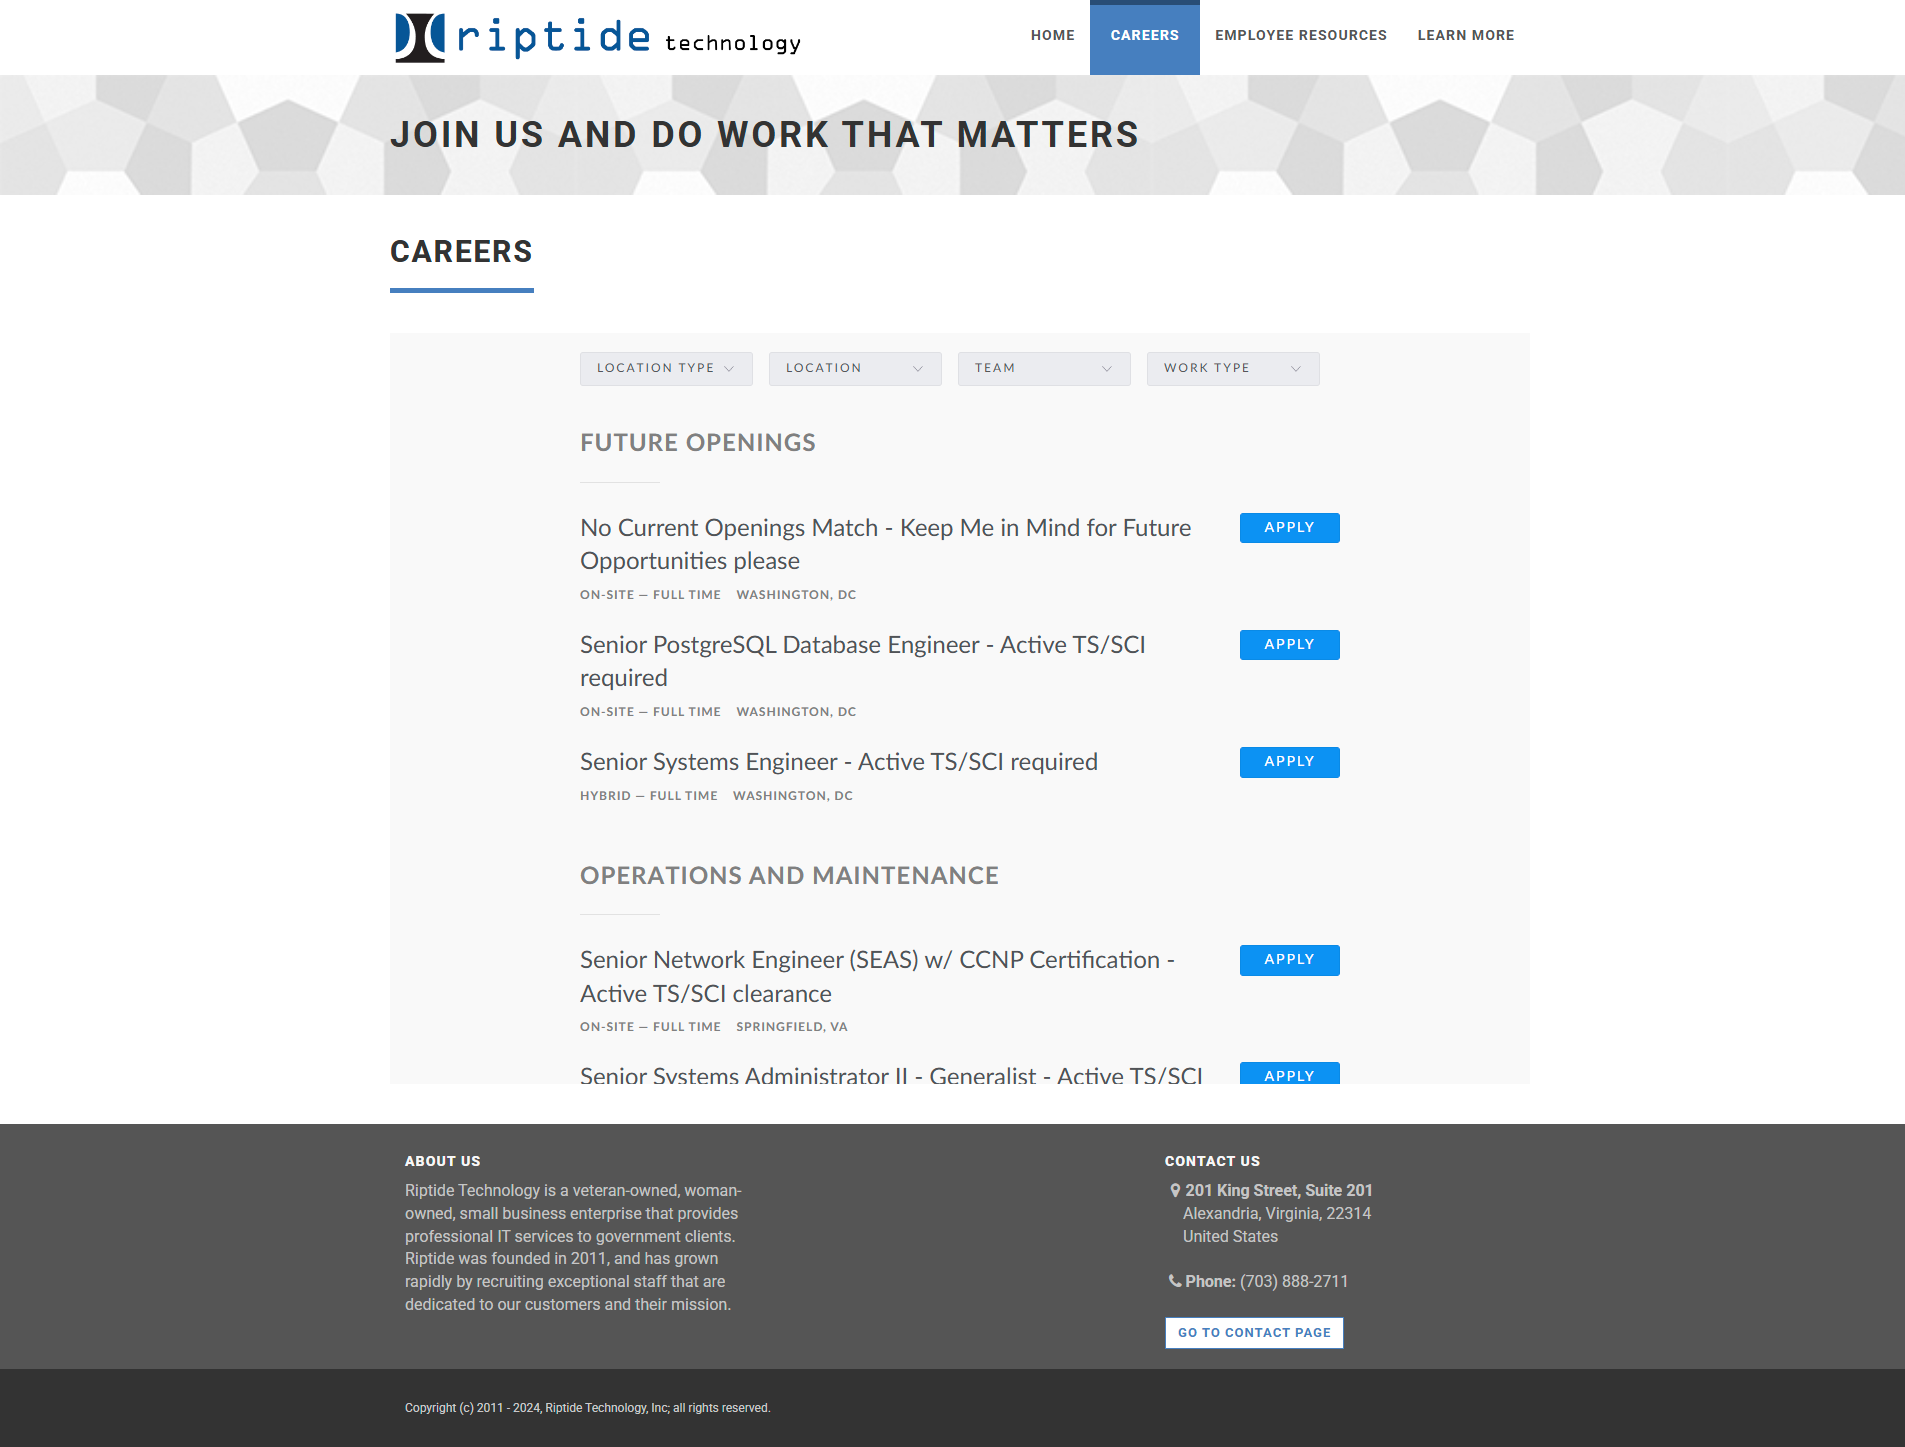 riptide technology
HOME
CAREERS
EMPLOYEE RESOURCES
LEARN MORE
JOIN US AND DO WORK THAT MATTERS
CAREERS
LOCATION TYPE
LOCATION
TEAM
WORK TYPE
FUTURE OPENINGS
No Current Openings Match - Keep Me in Mind for Future
Opportunities please
APPLY
ON-SITE — FULL TIME WASHINGTON, DC
Senior PostgreSQL Database Engineer - Active TS/SCI
required
APPLY
ON-SITE — FULL TIME WASHINGTON, DC
Senior Systems Engineer - Active TS/SCI required
APPLY
HYBRID — FULL TIME WASHINGTON, DC
OPERATIONS AND MAINTENANCE
Senior Network Engineer (SEAS) w/ CCNP Certification -
Active TS/SCI clearance
APPLY
ON-SITE — FULL TIME SPRINGFIELD, VA
Senior Systems Administrator II - Generalist - Active TS/SCI
APPLY
ABOUT US
Riptide Technology is a veteran-owned, woman-
owned, small business enterprise that provides
professional IT services to government clients.
Riptide was founded in 2011, and has grown
rapidly by recruiting exceptional staff that are
dedicated to our customers and their mission.
CONTACT US
201 King Street, Suite 201
Alexandria, Virginia, 22314
United States
Phone: (703) 888-2711
GO TO CONTACT PAGE
Copyright (c) 2011 - 2024, Riptide Technology, Inc; all rights reserved.